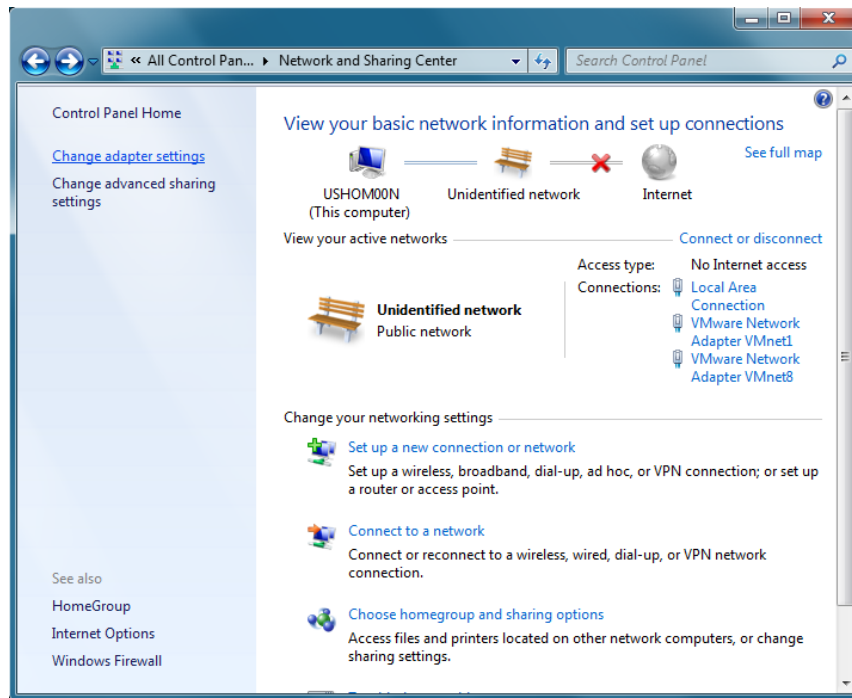 « All Control Pan... ▸ Network and Sharing Center
Search Control Panel
Control Panel Home
Change adapter settings
Change advanced sharing
settings
See also
HomeGroup
Internet Options
Windows Firewall
View your basic network information and set up connections
See full map
USHOM00N
(This computer)
Unidentified network
Internet
View your active networks
Connect or disconnect
Unidentified network
Public network
Access type: No Internet access
Connections: Local Area
Connection
VMware Network
Adapter VMnet1
VMware Network
Adapter VMnet8
Change your networking settings
Set up a new connection or network
Set up a wireless, broadband, dial-up, ad hoc, or VPN connection; or set up
a router or access point.
Connect to a network
Connect or reconnect to a wireless, wired, dial-up, or VPN network
connection.
Choose homegroup and sharing options
Access files and printers located on other network computers, or change
sharing settings.